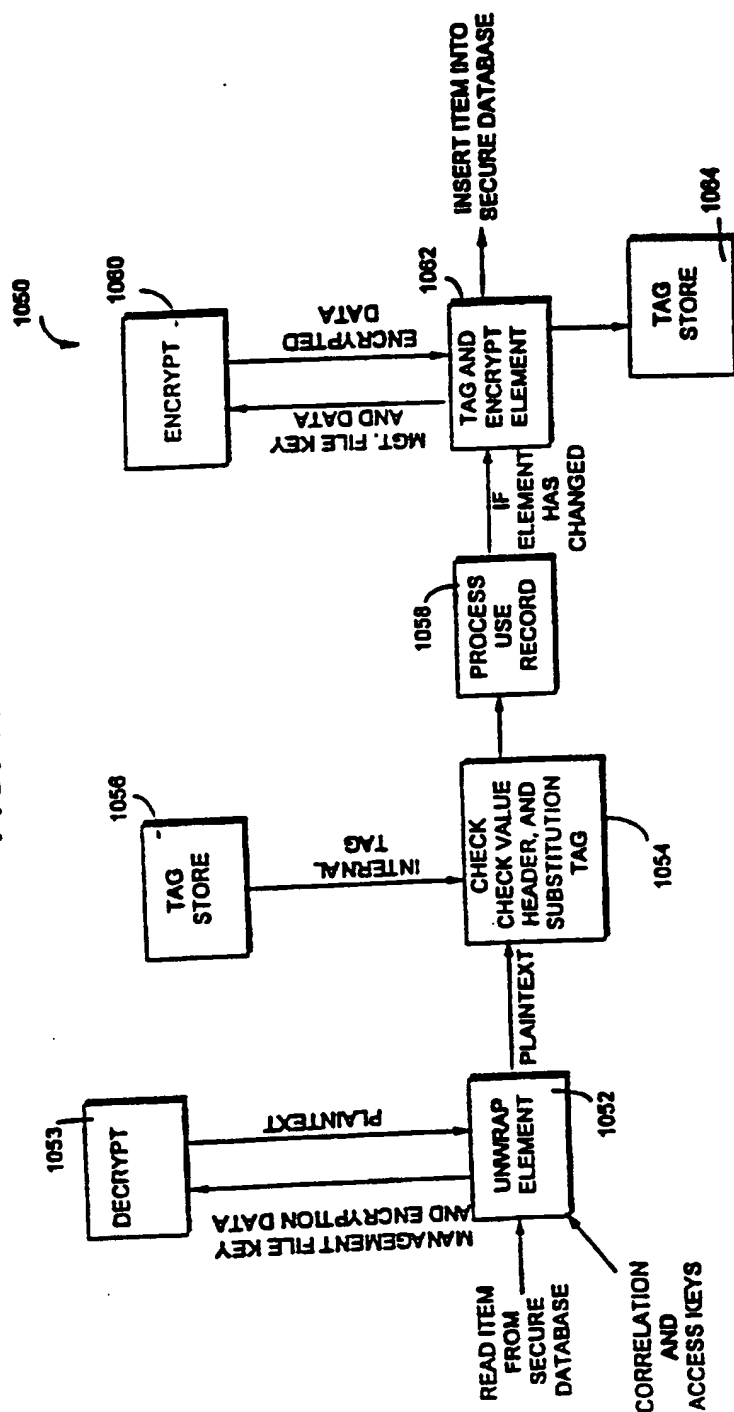 1050
1053
DECRYPT
MANAGEMENT FILE KEY
AND ENCRYPTION DATA
PLAINTEXT
READ ITEM
FROM
SECURE
DATABASE
CORRELATION
AND
ACCESS KEYS
UNWRAP
ELEMENT
1052
PLAINTEXT
1056
TAG
STORE
INTERNAL
TAG
CHECK
CHECK VALUE
HEADER, AND
SUBSTITUTION
TAG
1054
1058
PROCESS
USE
RECORD
IF
ELEMENT
HAS
CHANGED
1060
ENCRYPT
MGT. FILE KEY
AND DATA
ENCRYPTED
DATA
1062
TAG AND
ENCRYPT
ELEMENT
INSERT ITEM INTO
SECURE DATABASE
TAG
STORE
1064